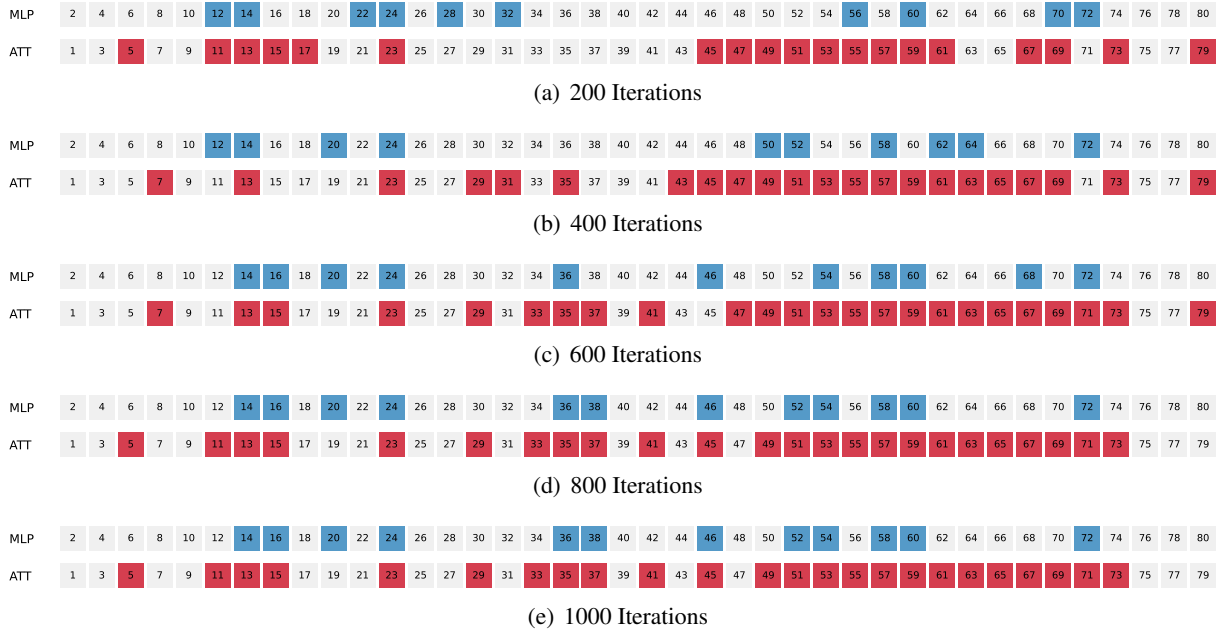 MLP 2 4 6 8 10 12 14 16 18 20 22 24 26 28 30 32 34 36 38 40 42 44 46 48 50 52 54 56 58 60 62 64 66 68 70 72 74 76 78 80
ATT 1 3 5 7 9 11 13 15 17 19 21 23 25 27 29 31 33 35 37 39 41 43 45 47 49 51 53 55 57 59 61 63 65 67 69 71 73 75 77 79
(a) 200 Iterations
MLP 2 4 6 8 10 12 14 16 18 20 22 24 26 28 30 32 34 36 38 40 42 44 46 48 50 52 54 56 58 60 62 64 66 68 70 72 74 76 78 80
ATT 1 3 5 7 9 11 13 15 17 19 21 23 25 27 29 31 33 35 37 39 41 43 45 47 49 51 53 55 57 59 61 63 65 67 69 71 73 75 77 79
(b) 400 Iterations
MLP 2 4 6 8 10 12 14 16 18 20 22 24 26 28 30 32 34 36 38 40 42 44 46 48 50 52 54 56 58 60 62 64 66 68 70 72 74 76 78 80
ATT 1 3 5 7 9 11 13 15 17 19 21 23 25 27 29 31 33 35 37 39 41 43 45 47 49 51 53 55 57 59 61 63 65 67 69 71 73 75 77 79
(c) 600 Iterations
MLP 2 4 6 8 10 12 14 16 18 20 22 24 26 28 30 32 34 36 38 40 42 44 46 48 50 52 54 56 58 60 62 64 66 68 70 72 74 76 78 80
ATT 1 3 5 7 9 11 13 15 17 19 21 23 25 27 29 31 33 35 37 39 41 43 45 47 49 51 53 55 57 59 61 63 65 67 69 71 73 75 77 79
(d) 800 Iterations
MLP 2 4 6 8 10 12 14 16 18 20 22 24 26 28 30 32 34 36 38 40 42 44 46 48 50 52 54 56 58 60 62 64 66 68 70 72 74 76 78 80
ATT 1 3 5 7 9 11 13 15 17 19 21 23 25 27 29 31 33 35 37 39 41 43 45 47 49 51 53 55 57 59 61 63 65 67 69 71 73 75 77 79
(e) 1000 Iterations